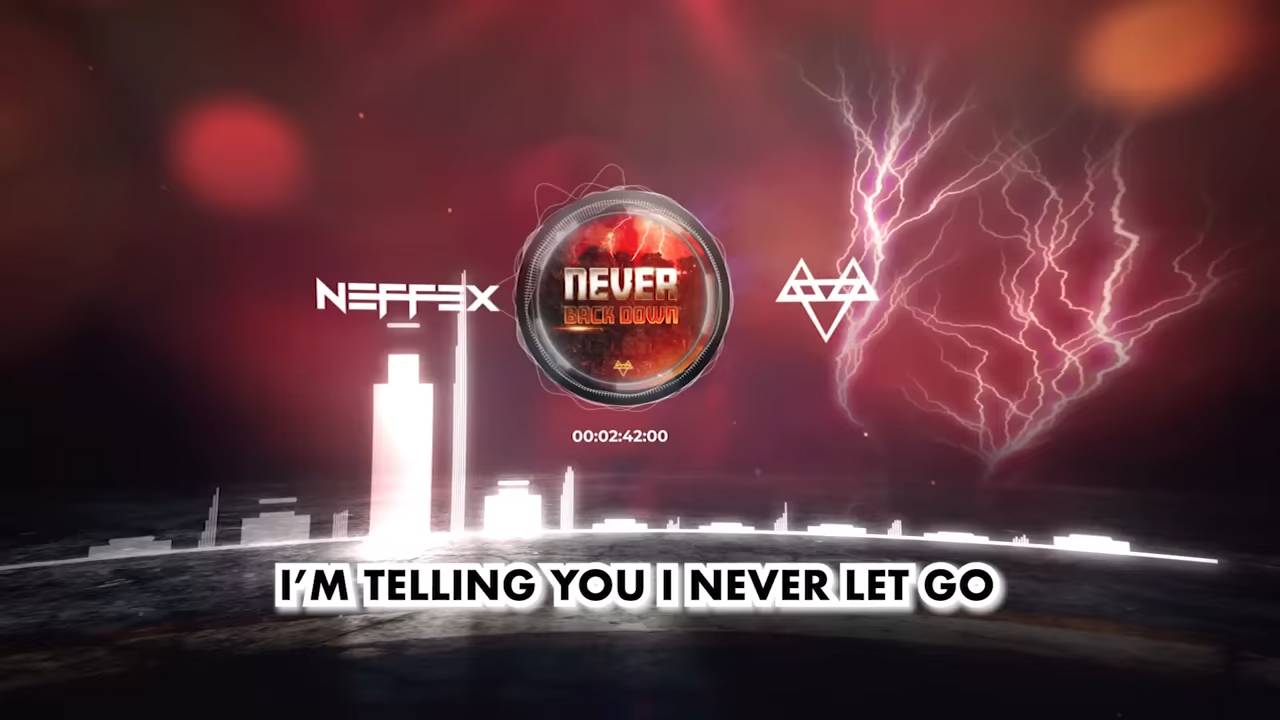 NEFFEX
NEVER
BACK DOWN
00:02:42:00
I'M TELLING YOU I NEVER LET GO